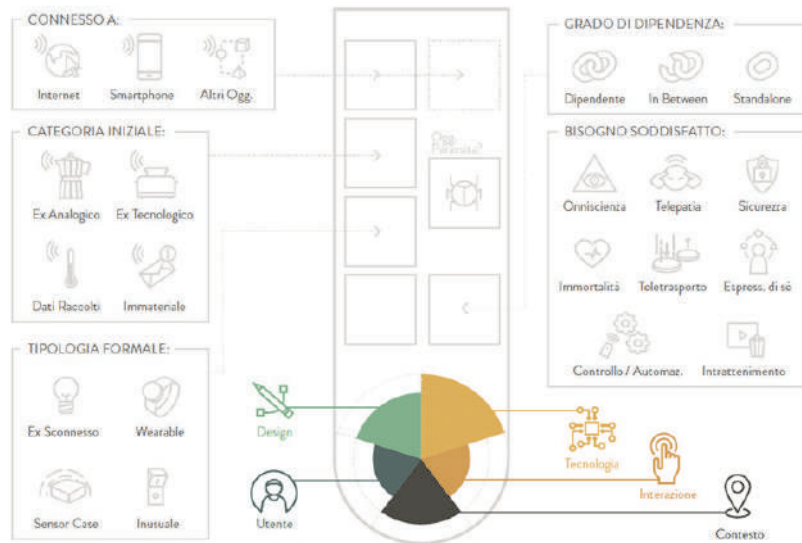 CONNESSO A:
Internet
Smartphone
Altri Ogg.
CATEGORIA INIZIALE:
Ex Analogico
Ex Tecnologico
Dati Raccolti
Immateriale
TIPOLOGIA FORMALE:
Ex Sconnesso
Wearable
Sensor Case
Inusuale
GRADO DI DIPENDENZA:
Dipendente
In Between
Standalone
BISOGNO SODDISFATTO:
Onniscienza
Telepatia
Sicurezza
Immortalità
Teletrasporto
Espress. di sè
Controllo / Automaz.
Intrattenimento
Design
Utente
Tecnologia
Interazione
Contesto